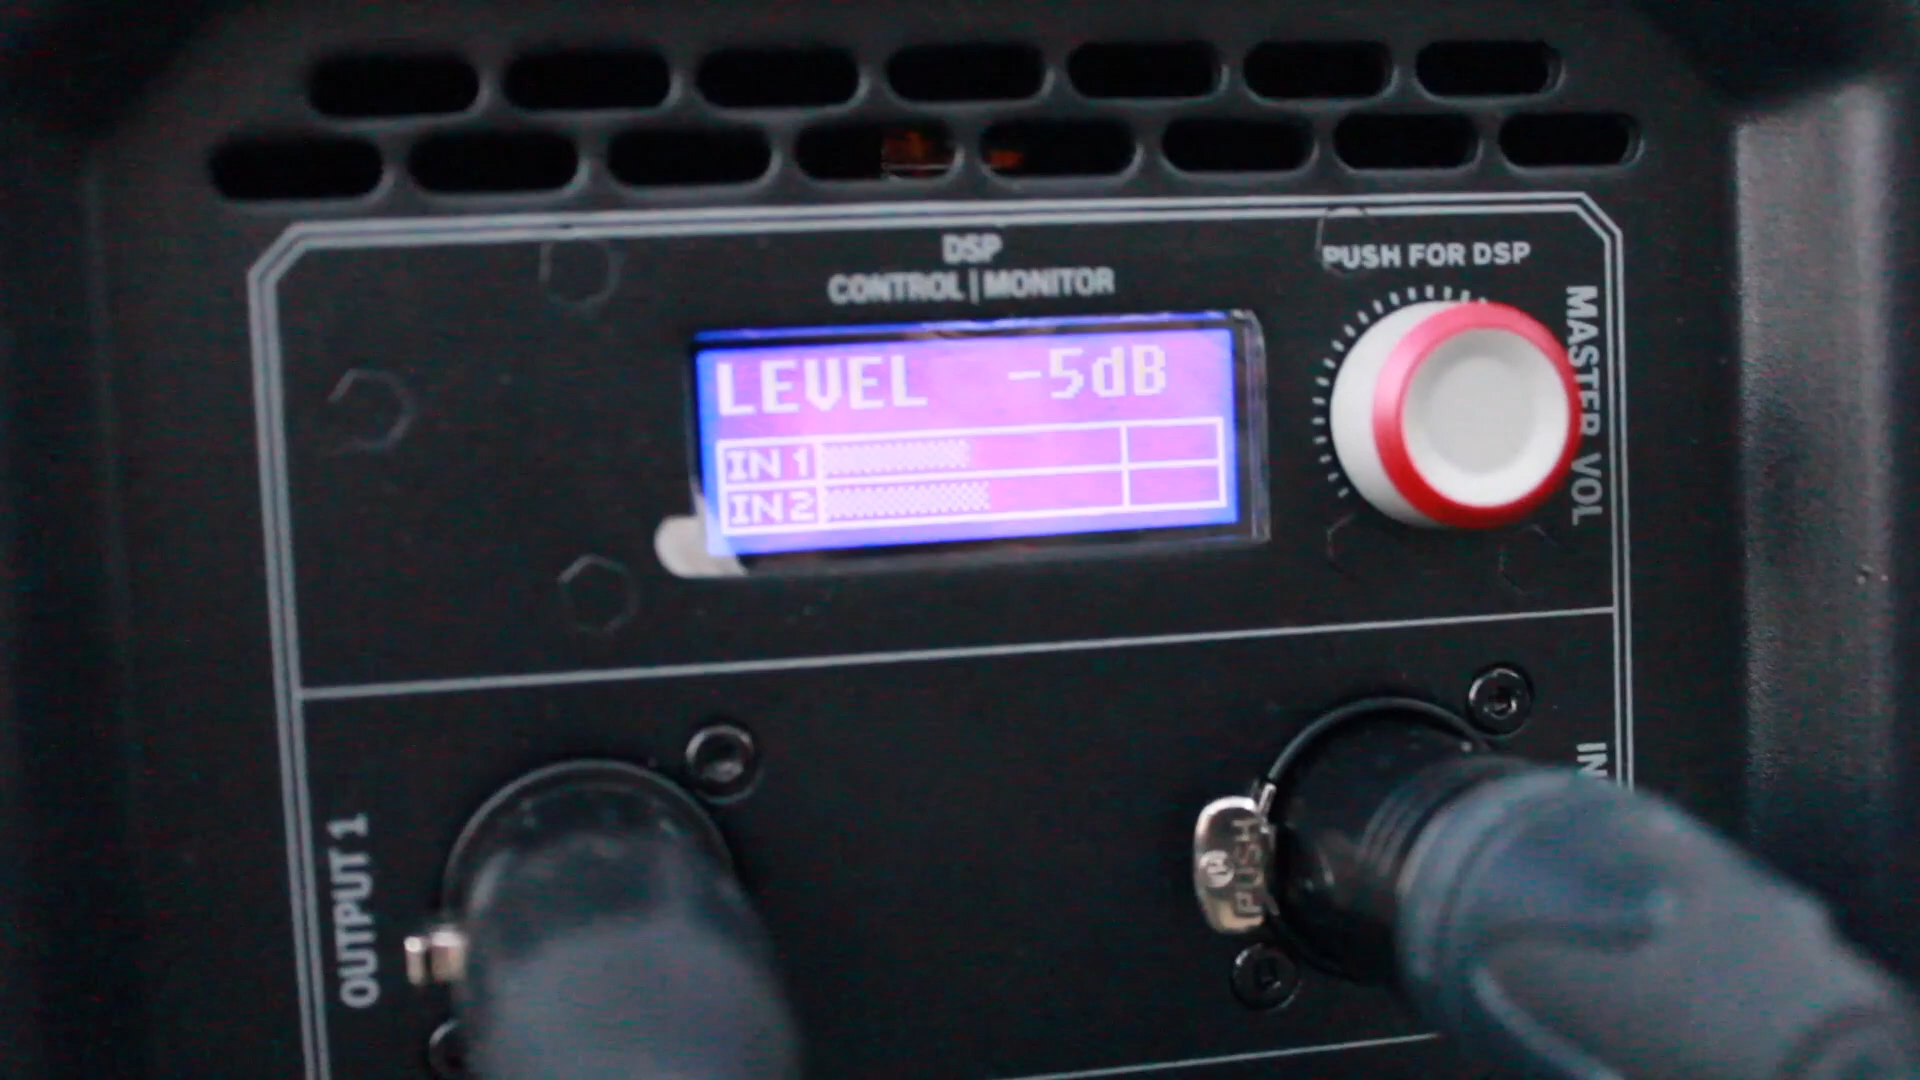 DSP
CONTROL | MONITOR
PUSH FOR DSP
MASTER VOL
LEVEL -5dB
IN 1
IN 2
OUTPUT 1
PUSH